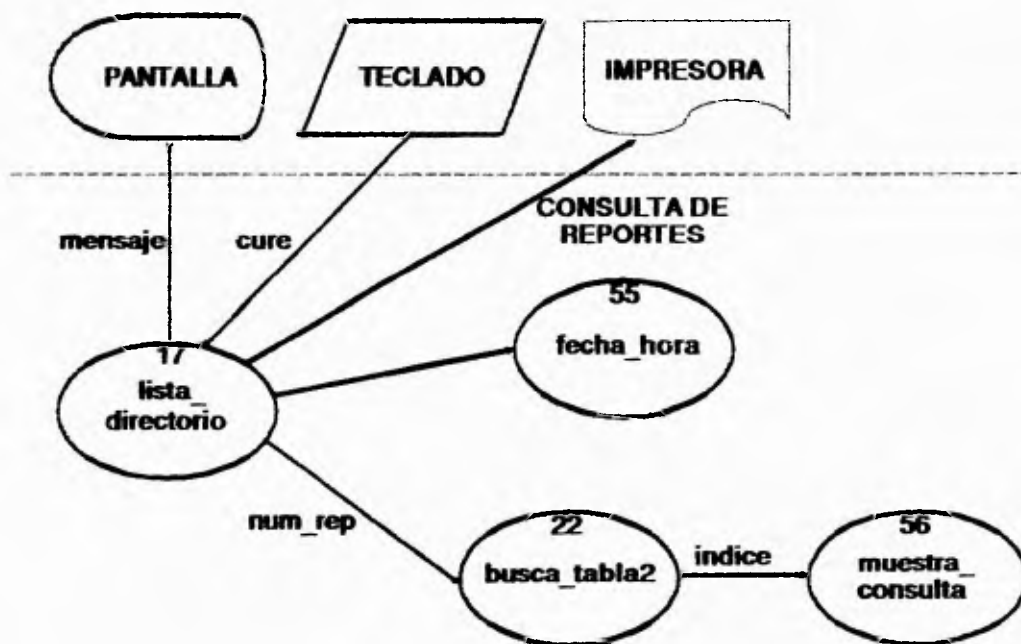 PANTALLA
TECLADO
IMPRESORA
mensaje
cure
CONSULTA DE
REPORTES
55
fecha_hora
17
lista_
directorio
num_rep
22
busca_tabla2
indice
56
muestra_
consulta